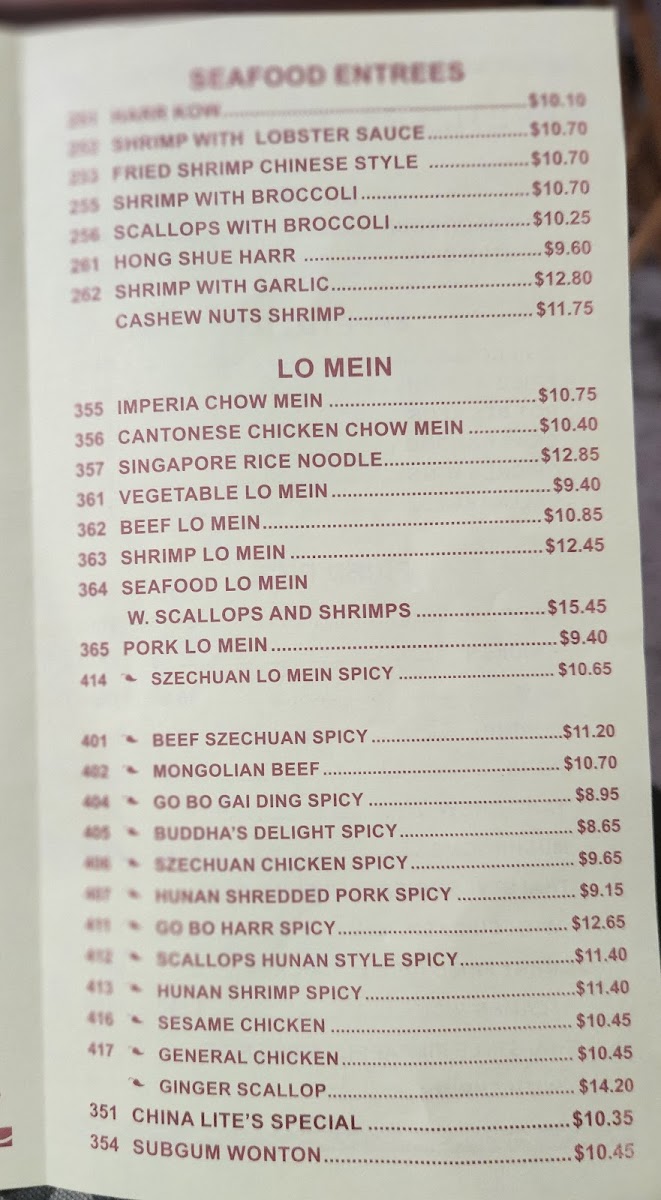 SEAFOOD ENTREES
251 HARR KOW $10.10
252 SHRIMP WITH LOBSTER SAUCE $10.70
253 FRIED SHRIMP CHINESE STYLE $10.70
255 SHRIMP WITH BROCCOLI $10.70
256 SCALLOPS WITH BROCCOLI $10.25
261 HONG SHUE HARR $9.60
262 SHRIMP WITH GARLIC $12.80
CASHEW NUTS SHRIMP $11.75
LO MEIN
355 IMPERIA CHOW MEIN $10.75
356 CANTONESE CHICKEN CHOW MEIN $10.40
357 SINGAPORE RICE NOODLE $12.85
361 VEGETABLE LO MEIN $9.40
362 BEEF LO MEIN $10.85
363 SHRIMP LO MEIN $12.45
364 SEAFOOD LO MEIN
W. SCALLOPS AND SHRIMPS $15.45
365 PORK LO MEIN $9.40
414 SZECHUAN LO MEIN SPICY $10.65
401 BEEF SZECHUAN SPICY $11.20
402 MONGOLIAN BEEF $10.70
404 GO BO GAI DING SPICY $8.95
405 BUDDHA'S DELIGHT SPICY $8.65
406 SZECHUAN CHICKEN SPICY $9.65
407 HUNAN SHREDDED PORK SPICY $9.15
411 GO BO HARR SPICY $12.65
412 SCALLOPS HUNAN STYLE SPICY $11.40
413 HUNAN SHRIMP SPICY $11.40
416 SESAME CHICKEN $10.45
417 GENERAL CHICKEN $10.45
GINGER SCALLOP $14.20
351 CHINA LITE'S SPECIAL $10.35
354 SUBGUM WONTON $10.45